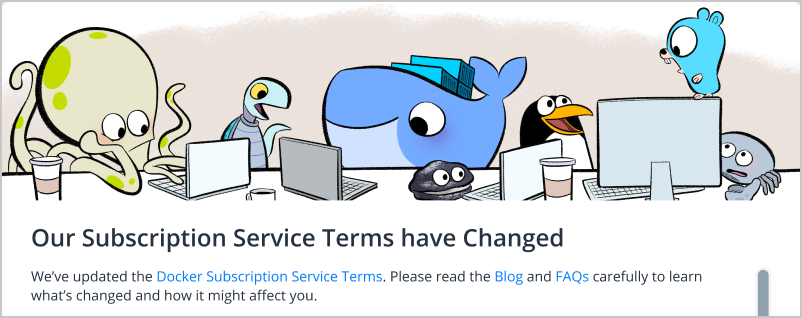 Our Subscription Service Terms have Changed
We’ve updated the Docker Subscription Service Terms. Please read the Blog and FAQs carefully to learn
what’s changed and how it might affect you.